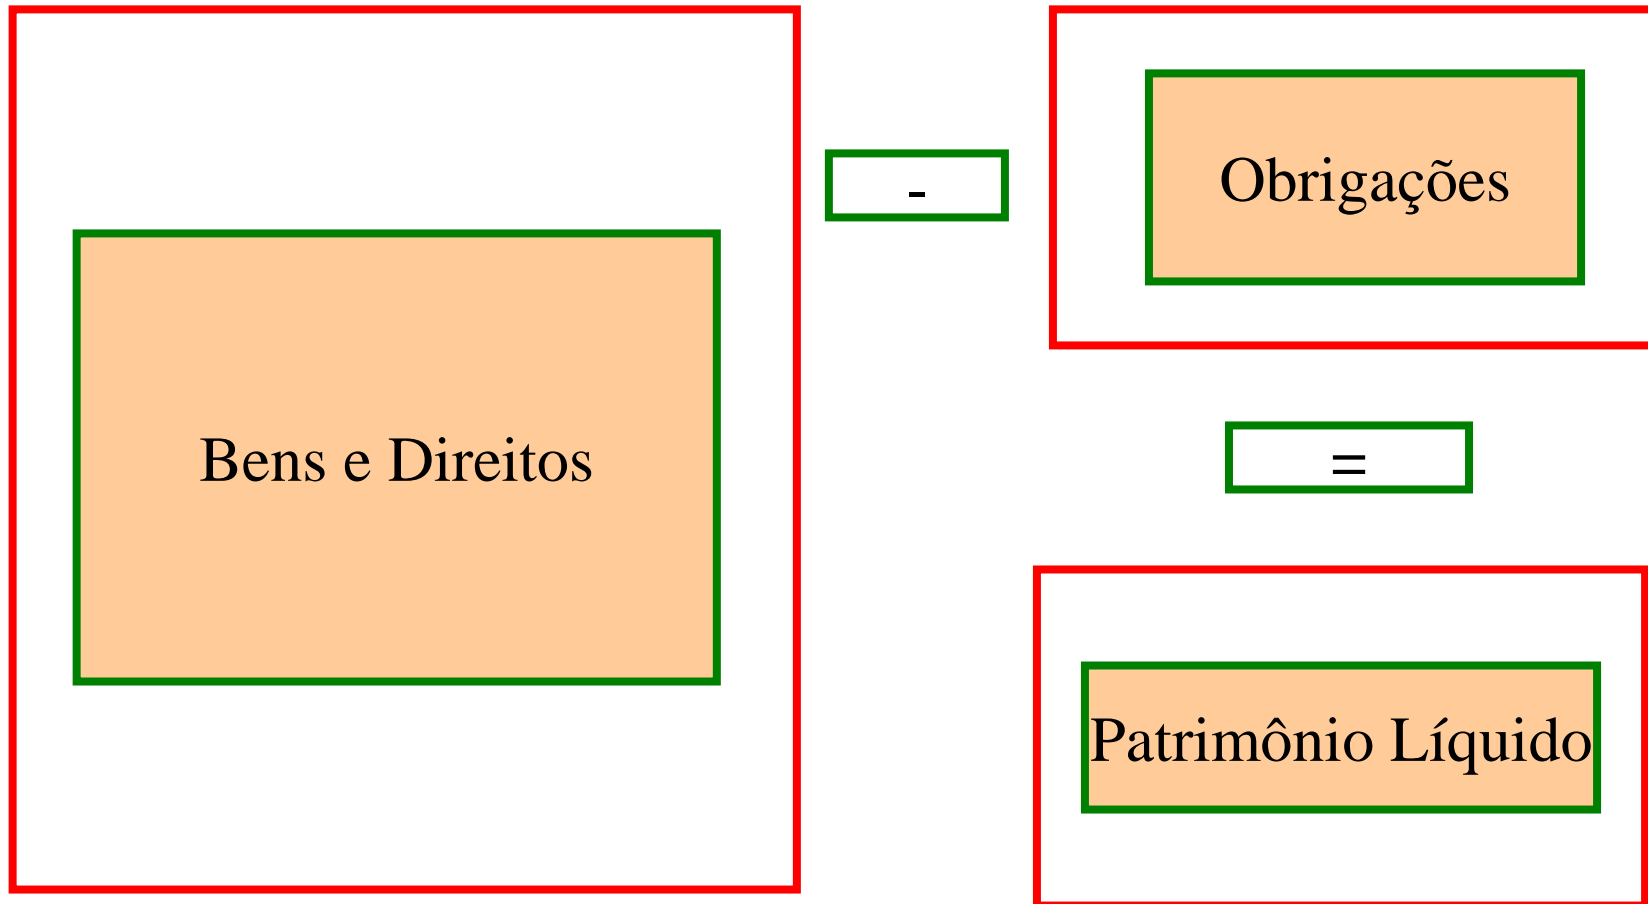 Bens e Direitos
-
Obrigações
=
Patrimônio Líquido